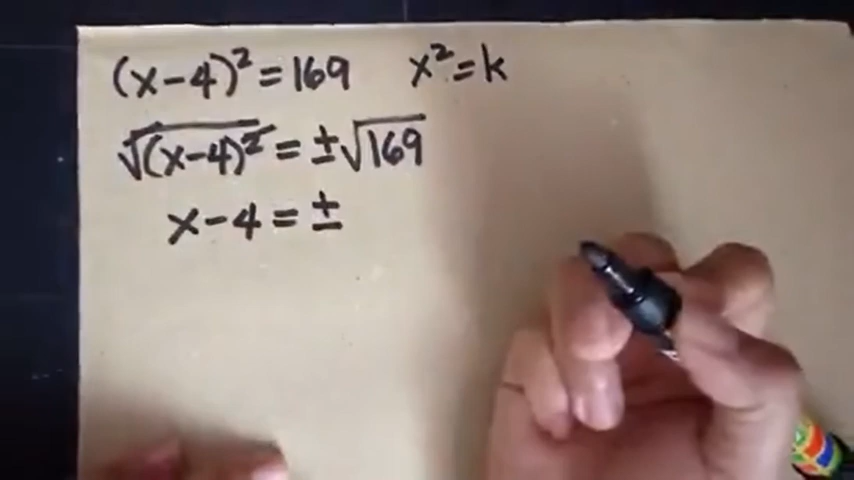 (x-4)² = 169 x² = k
√(x-4)² = ±√169
x-4 = ±